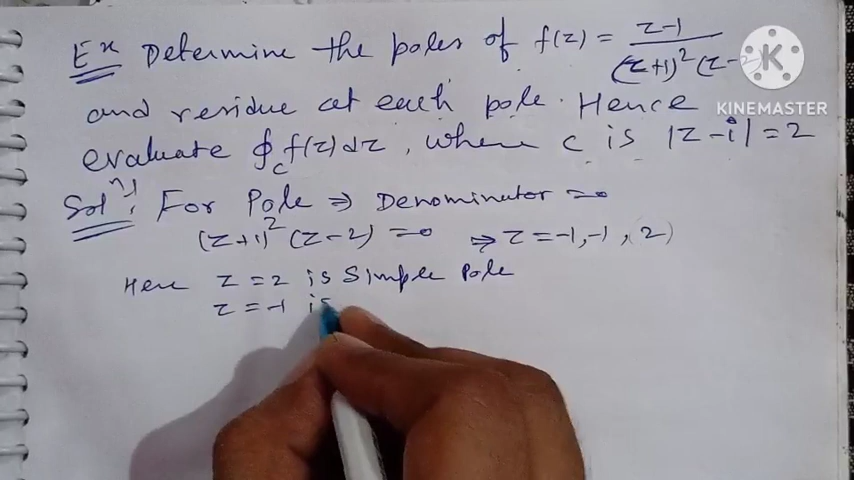 Ex Determine the poles of f(z) = z-1 / (z+1)² (z-2)
K
KINEMASTER
and residue at each pole. Hence
evaluate ∮_C f(z) dz, where c is |z-i| = 2
Solⁿ: For Pole ⇒ Denominator = 0
(z+1)² (z-2) = 0 ⇒ z = -1, -1, 2
Here z = 2 is Simple Pole
z = -1 is